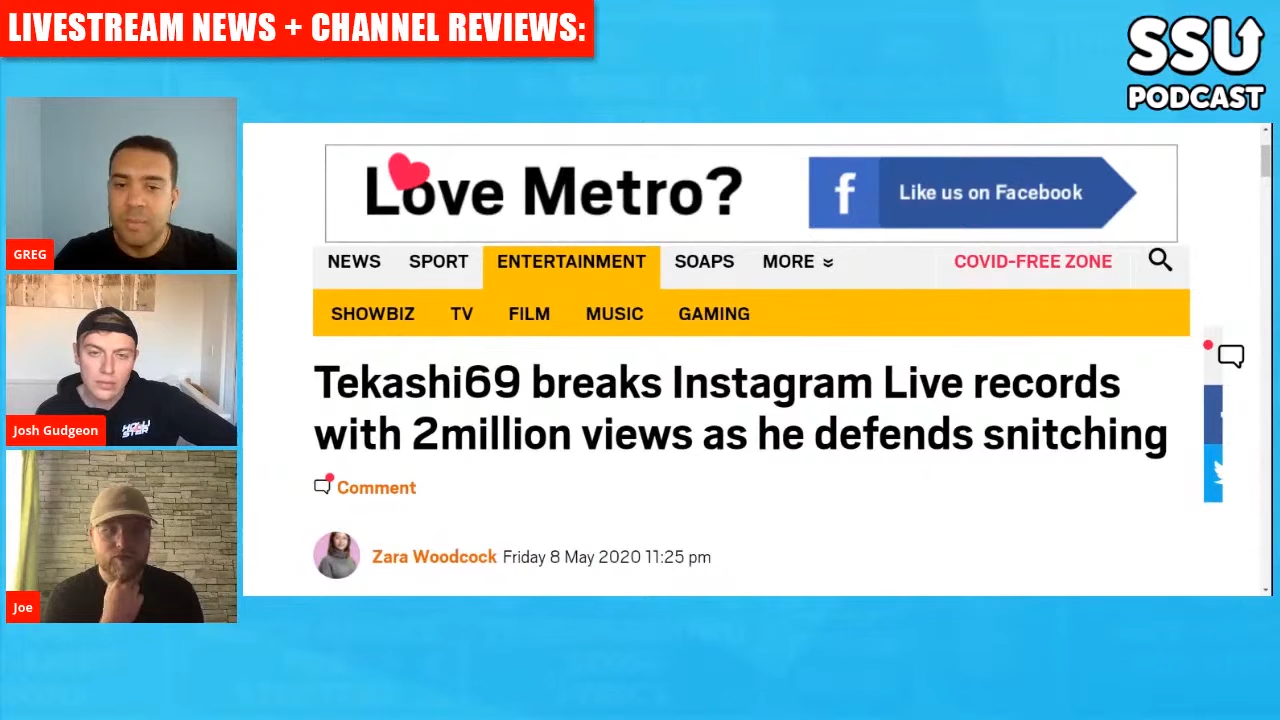 LIVESTREAM NEWS + CHANNEL REVIEWS:
SSU
PODCAST
GREG
Josh Gudgeon
HOLLI
STER
Joe
Love Metro?
f
Like us on Facebook
NEWS SPORT ENTERTAINMENT SOAPS MORE
COVID-FREE ZONE
SHOWBIZ TV FILM MUSIC GAMING
Tekashi69 breaks Instagram Live records
with 2million views as he defends snitching
Comment
Zara Woodcock Friday 8 May 2020 11:25 pm